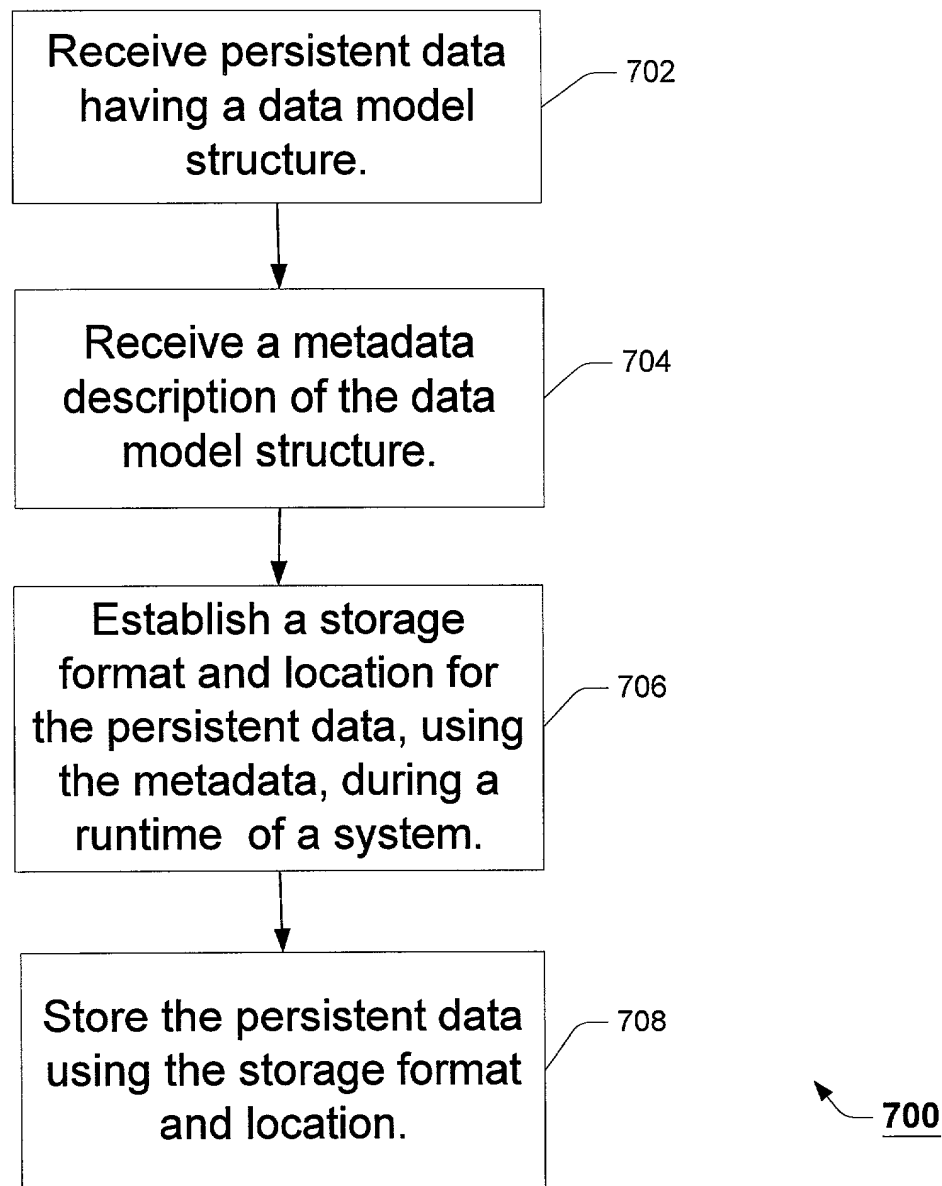 Receive persistent data
having a data model
structure.
702
Receive a metadata
description of the data
model structure.
704
Establish a storage
format and location for
the persistent data, using
the metadata, during a
runtime of a system.
706
Store the persistent data
using the storage format
and location.
708
700